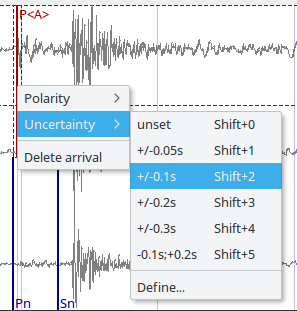 P<A>
Polarity
Uncertainty
Delete arrival
unset Shift+0
+/-0.05s Shift+1
+/-0.1s Shift+2
+/-0.2s Shift+3
+/-0.3s Shift+4
-0.1s;+0.2s Shift+5
Define...
Pn Sn